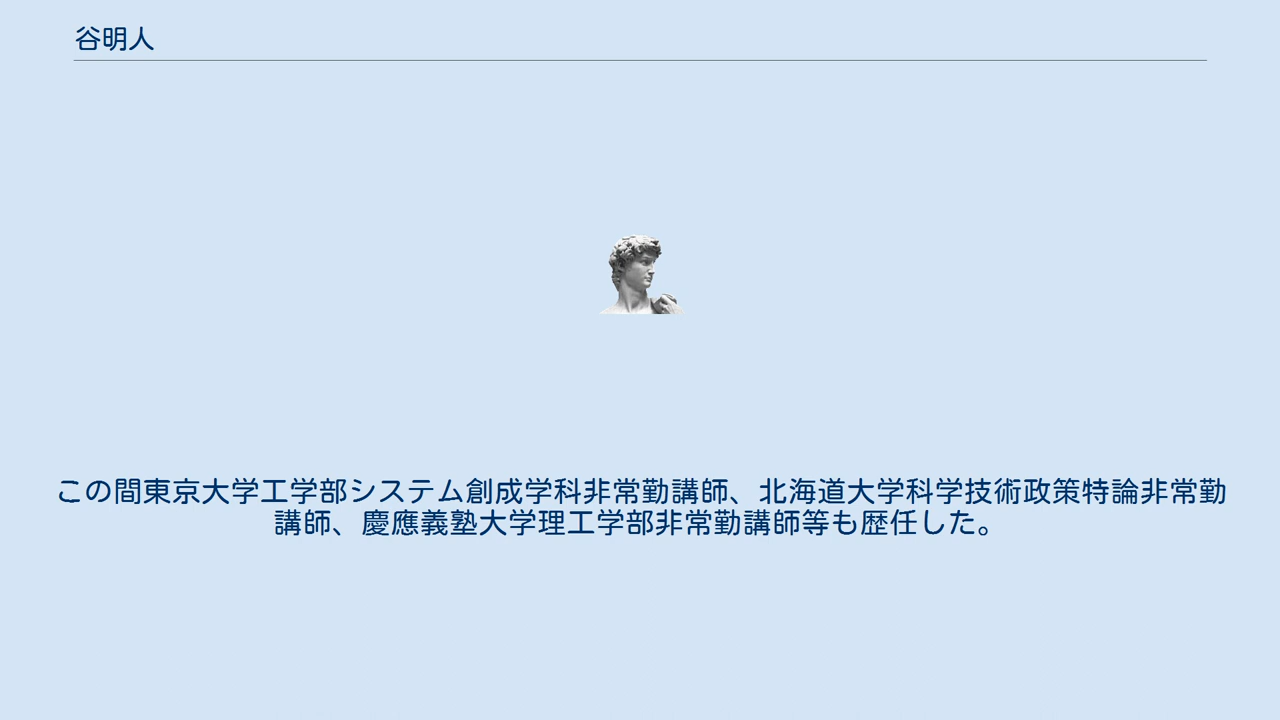 谷明人
この間東京大学工学部システム創成学科非常勤講師、北海道大学科学技術政策特論非常勤
講師、慶應義塾大学理工学部非常勤講師等も歴任した。